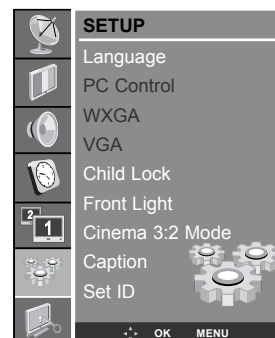 SETUP
Language
PC Control
WXGA
VGA
Child Lock
Front Light
Cinema 3:2 Mode
Caption
Set ID
2
1
OK MENU